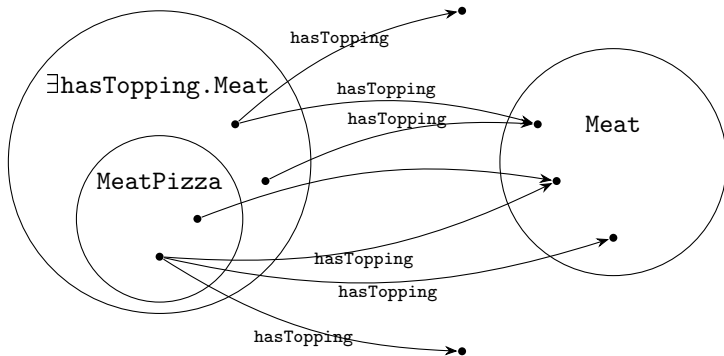 hasTopping
∃hasTopping.Meat
hasTopping
hasTopping
Meat
MeatPizza
hasTopping
hasTopping
hasTopping